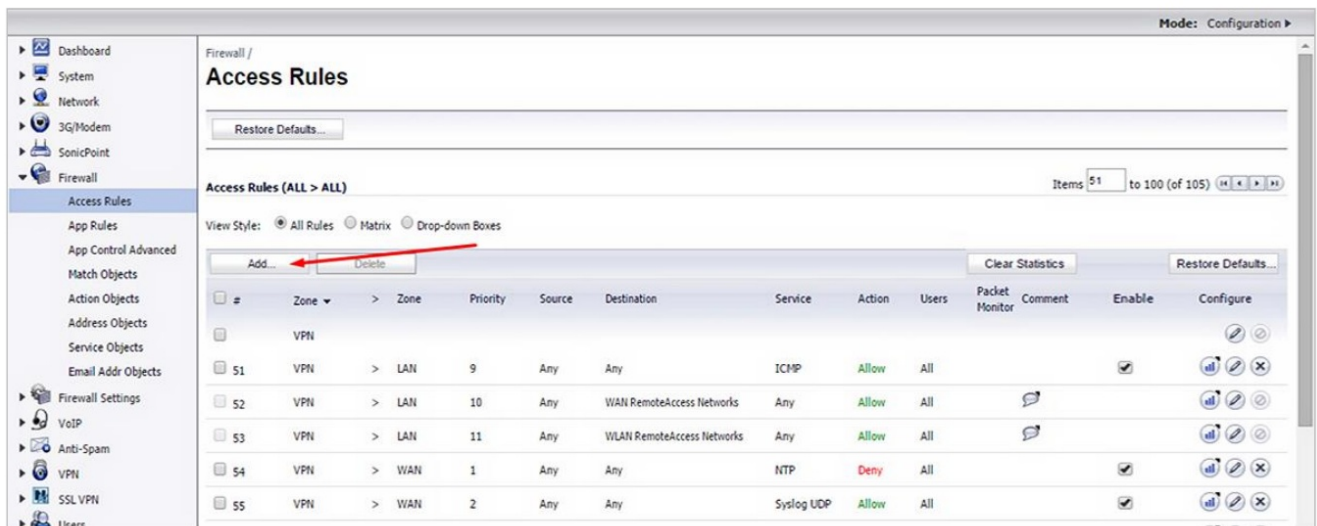 Mode: Configuration
Dashboard
System
Network
3G/Modem
SonicPoint
Firewall
Access Rules
App Rules
App Control Advanced
Match Objects
Action Objects
Address Objects
Service Objects
Email Addr Objects
Firewall Settings
VoIP
Anti-Spam
VPN
SSL VPN
Users
Firewall /
Access Rules
Restore Defaults...
Access Rules (ALL > ALL) Items 51 to 100 (of 105)
View Style: All Rules Matrix Drop-down Boxes
Add... Delete Clear Statistics Restore Defaults...
# Zone > Zone Priority Source Destination Service Action Users Packet Monitor Comment Enable Configure
VPN
51 VPN > LAN 9 Any Any ICMP Allow All
52 VPN > LAN 10 Any WAN RemoteAccess Networks Any Allow All
53 VPN > LAN 11 Any WLAN RemoteAccess Networks Any Allow All
54 VPN > WAN 1 Any Any NTP Deny All
55 VPN > WAN 2 Any Any Syslog UDP Allow All